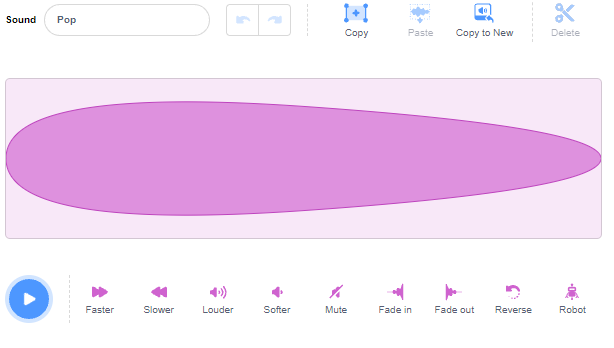 Sound Pop
Copy Paste Copy to New Delete
Faster Slower Louder Softer Mute Fade in Fade out Reverse Robot